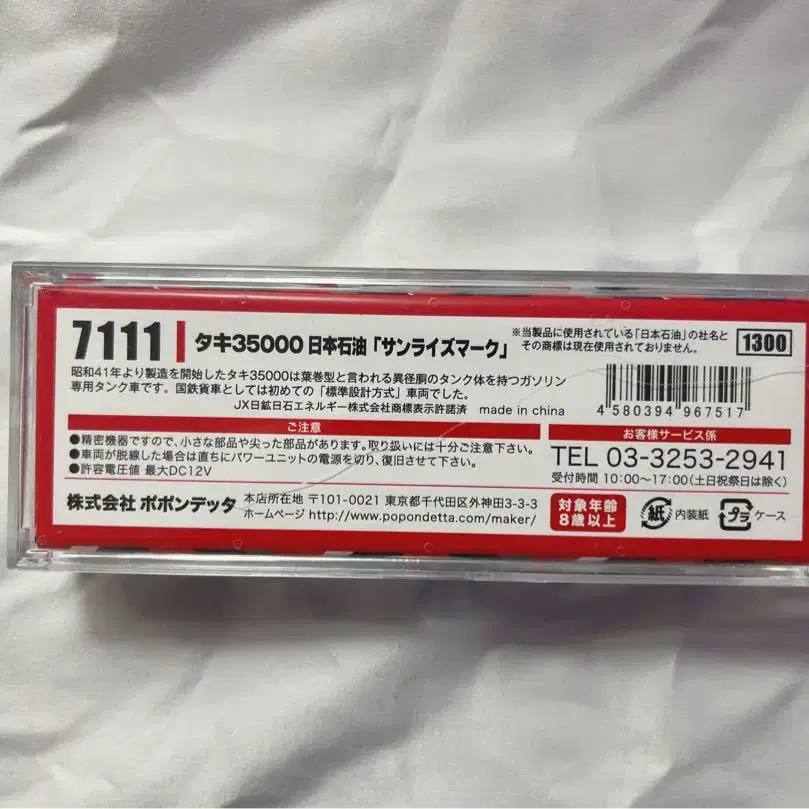 7111 タキ35000 日本石油「サンライズマーク」
※当製品に使用されている「日本石油」の社名と
その商標は現在使用されておりません。
1300
昭和41年より製造を開始したタキ35000は葉巻型と言われる異径胴のタンク体を持つガソリン
専用タンク車です。国鉄貨車としては初めての「標準設計方式」車両でした。
JX日鉱日石エネルギー株式会社商標表示許諾済 made in china
4 580394 967517
ご注意
●精密機器ですので、小さな部品や尖った部品があります。取り扱いには十分ご注意下さい。
●車両が脱線した場合は直ちにパワーユニットの電源を切り、復旧させて下さい。
●許容電圧値 最大DC12V
お客様サービス係
TEL 03-3253-2941
受付時間 10:00〜17:00(土日祝祭日は除く)
株式会社 ポポンデッタ
本店所在地 〒101-0021 東京都千代田区外神田3-3-3
ホームページ http://www.popondetta.com/maker/
対象年齢
8歳以上
紙 内装紙
プラ ケース